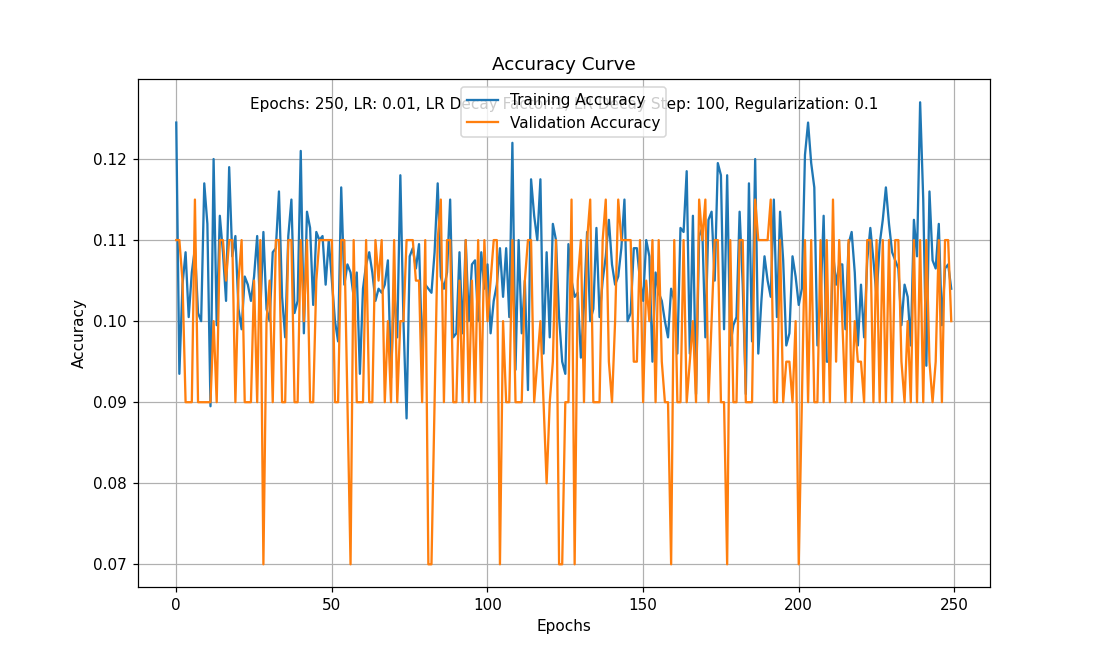 Accuracy Curve
Epochs: 250, LR: 0.01, LR Decay Step: 100, Regularization: 0.1
Training Accuracy
Validation Accuracy
Accuracy
0.12
0.11
0.10
0.09
0.08
0.07
0
50
100
150
200
250
Epochs